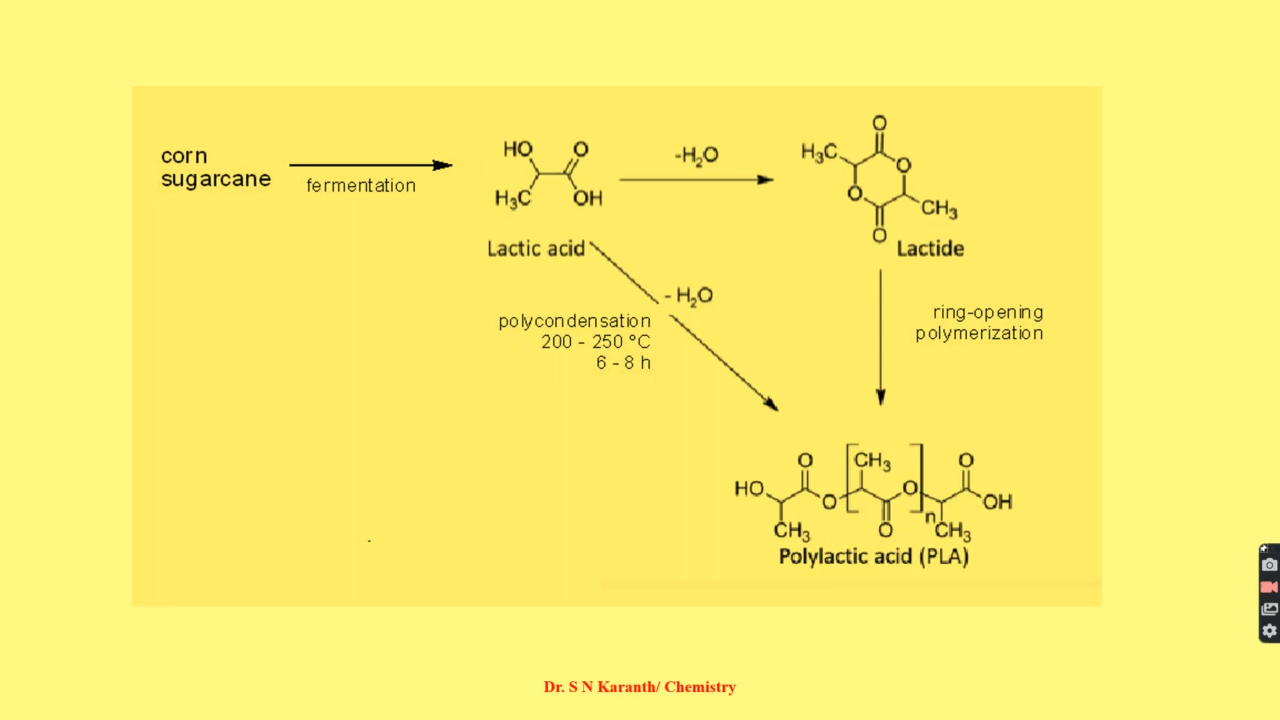 corn
sugarcane
fermentation
HO
O
H₃C
OH
Lactic acid
-H₂O
O
H₃C
O
O
CH₃
O
Lactide
- H₂O
polycondensation
200 - 250 °C
6 - 8 h
ring-opening
polymerization
O
CH₃
O
HO
O
O
OH
n
CH₃
O
CH₃
Polylactic acid (PLA)
Dr. S N Karanth/ Chemistry